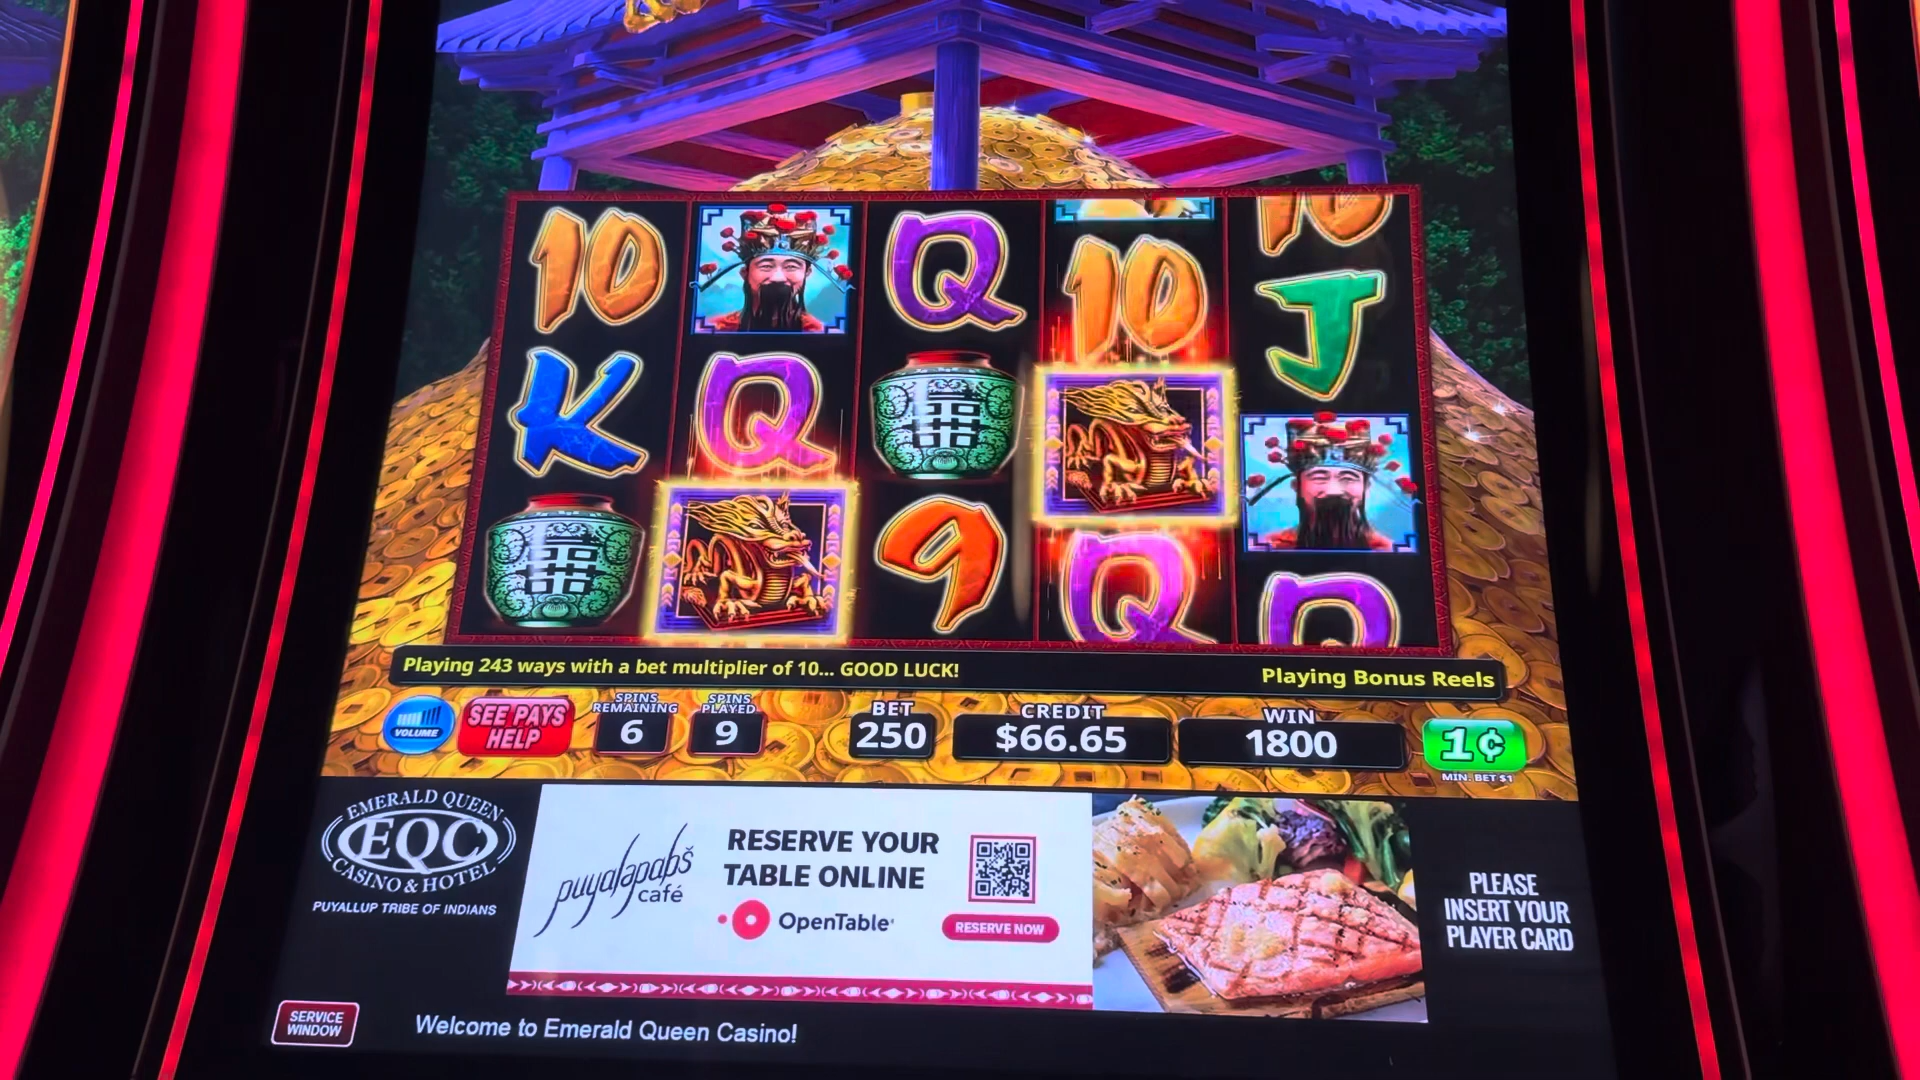 10
Q
10
10
K
Q
J
9
Q
Q
Playing 243 ways with a bet multiplier of 10... GOOD LUCK!
Playing Bonus Reels
VOLUME
SEE PAYS
HELP
SPINS
REMAINING
6
SPINS
PLAYED
9
BET
250
CREDIT
$66.65
WIN
1800
1¢
MIN. BET $1
EMERALD QUEEN
EQC
CASINO & HOTEL
PUYALLUP TRIBE OF INDIANS
puyaləpabš
café
RESERVE YOUR
TABLE ONLINE
OpenTable
RESERVE NOW
PLEASE
INSERT YOUR
PLAYER CARD
SERVICE
WINDOW
Welcome to Emerald Queen Casino!